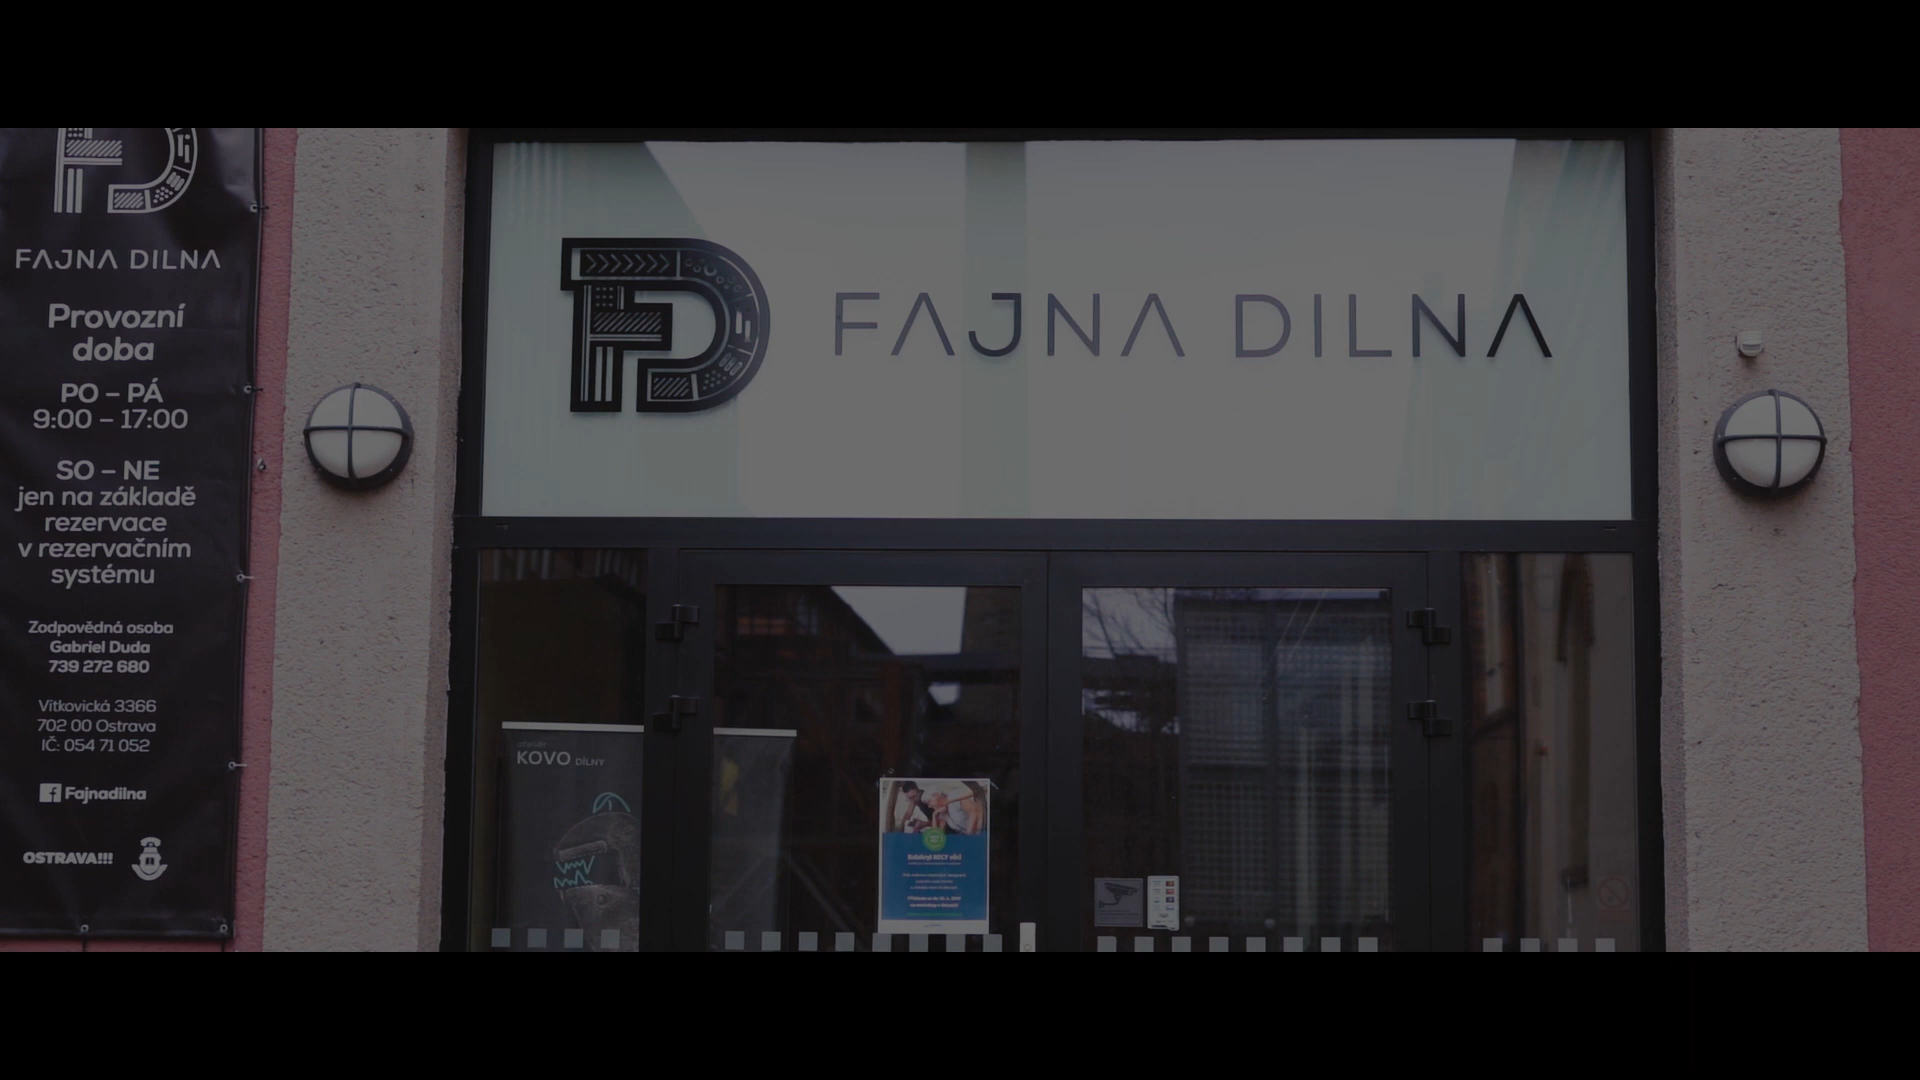 FAJNA DILNA
Provozní
doba
PO – PÁ
9:00 – 17:00
SO – NE
jen na základě
rezervace
v rezervačním
systému
Zodpovědná osoba
Gabriel Duda
739 272 680
Vítkovická 3366
702 00 Ostrava
IČ: 054 71 052
Fajnadilna
OSTRAVA!!!
FAJNA DILNA
KOVO DÍLNY